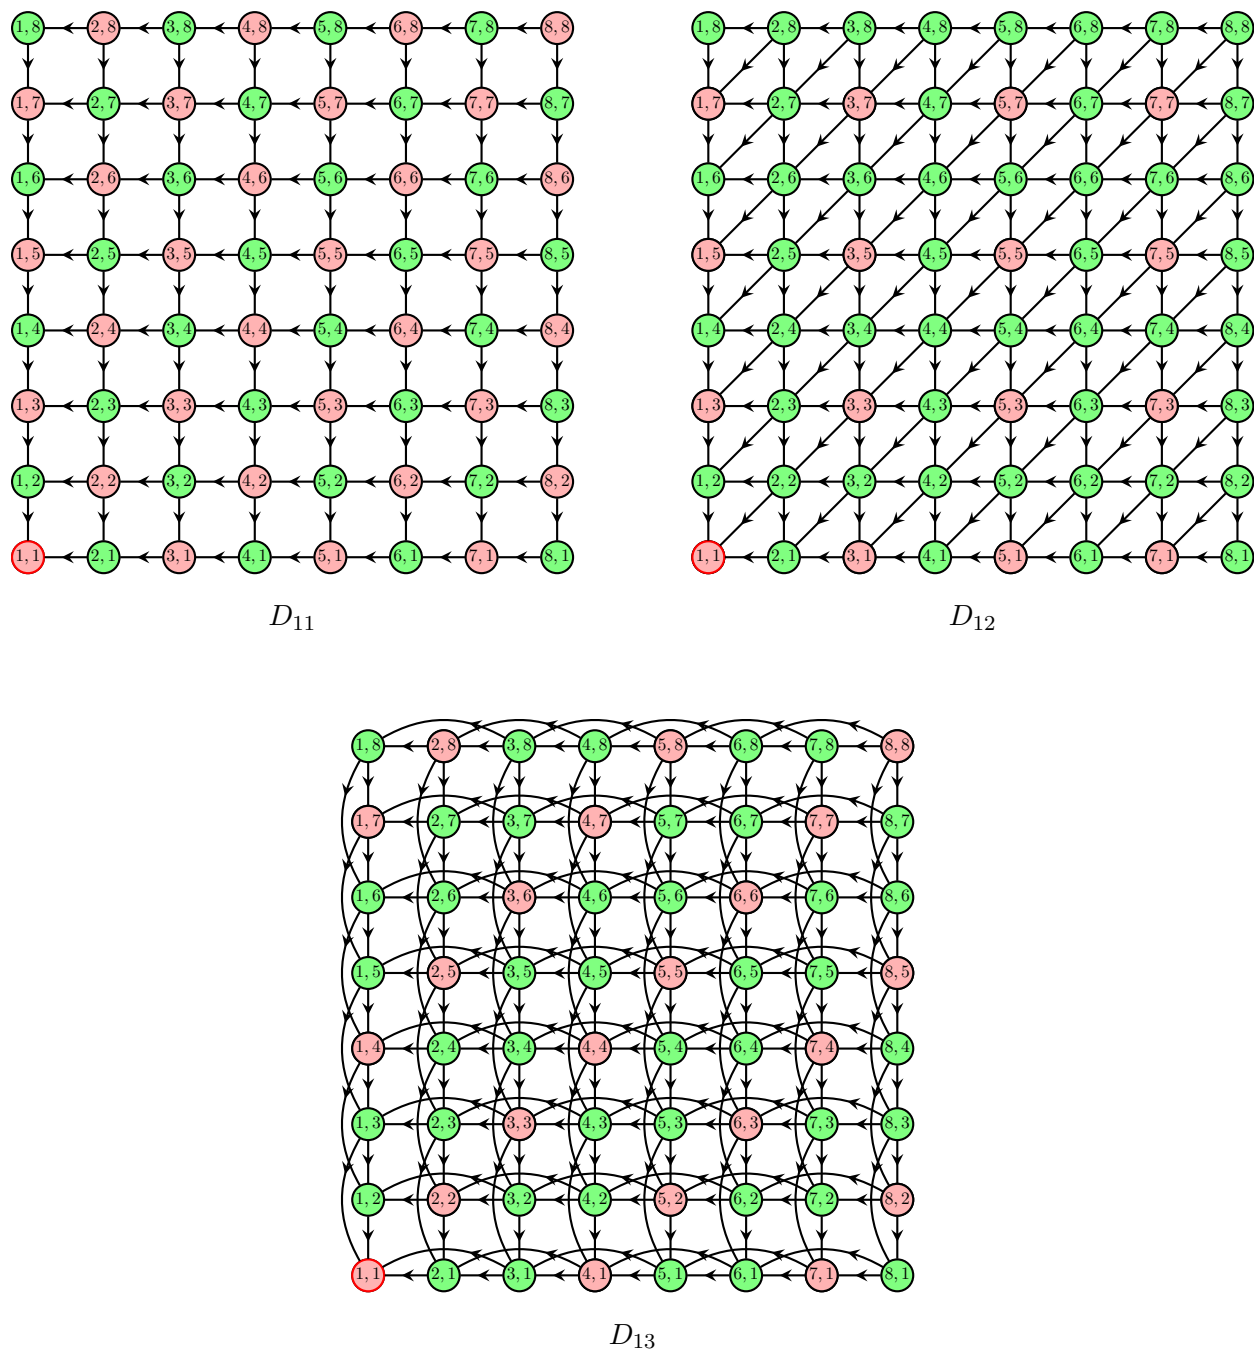 1, 8 2, 8 3, 8 4, 8 5, 8 6, 8 7, 8 8, 8
1, 7 2, 7 3, 7 4, 7 5, 7 6, 7 7, 7 8, 7
1, 6 2, 6 3, 6 4, 6 5, 6 6, 6 7, 6 8, 6
1, 5 2, 5 3, 5 4, 5 5, 5 6, 5 7, 5 8, 5
1, 4 2, 4 3, 4 4, 4 5, 4 6, 4 7, 4 8, 4
1, 3 2, 3 3, 3 4, 3 5, 3 6, 3 7, 3 8, 3
1, 2 2, 2 3, 2 4, 2 5, 2 6, 2 7, 2 8, 2
1, 1 2, 1 3, 1 4, 1 5, 1 6, 1 7, 1 8, 1
D11
1, 8 2, 8 3, 8 4, 8 5, 8 6, 8 7, 8 8, 8
1, 7 2, 7 3, 7 4, 7 5, 7 6, 7 7, 7 8, 7
1, 6 2, 6 3, 6 4, 6 5, 6 6, 6 7, 6 8, 6
1, 5 2, 5 3, 5 4, 5 5, 5 6, 5 7, 5 8, 5
1, 4 2, 4 3, 4 4, 4 5, 4 6, 4 7, 4 8, 4
1, 3 2, 3 3, 3 4, 3 5, 3 6, 3 7, 3 8, 3
1, 2 2, 2 3, 2 4, 2 5, 2 6, 2 7, 2 8, 2
1, 1 2, 1 3, 1 4, 1 5, 1 6, 1 7, 1 8, 1
D12
1, 8 2, 8 3, 8 4, 8 5, 8 6, 8 7, 8 8, 8
1, 7 2, 7 3, 7 4, 7 5, 7 6, 7 7, 7 8, 7
1, 6 2, 6 3, 6 4, 6 5, 6 6, 6 7, 6 8, 6
1, 5 2, 5 3, 5 4, 5 5, 5 6, 5 7, 5 8, 5
1, 4 2, 4 3, 4 4, 4 5, 4 6, 4 7, 4 8, 4
1, 3 2, 3 3, 3 4, 3 5, 3 6, 3 7, 3 8, 3
1, 2 2, 2 3, 2 4, 2 5, 2 6, 2 7, 2 8, 2
1, 1 2, 1 3, 1 4, 1 5, 1 6, 1 7, 1 8, 1
D13